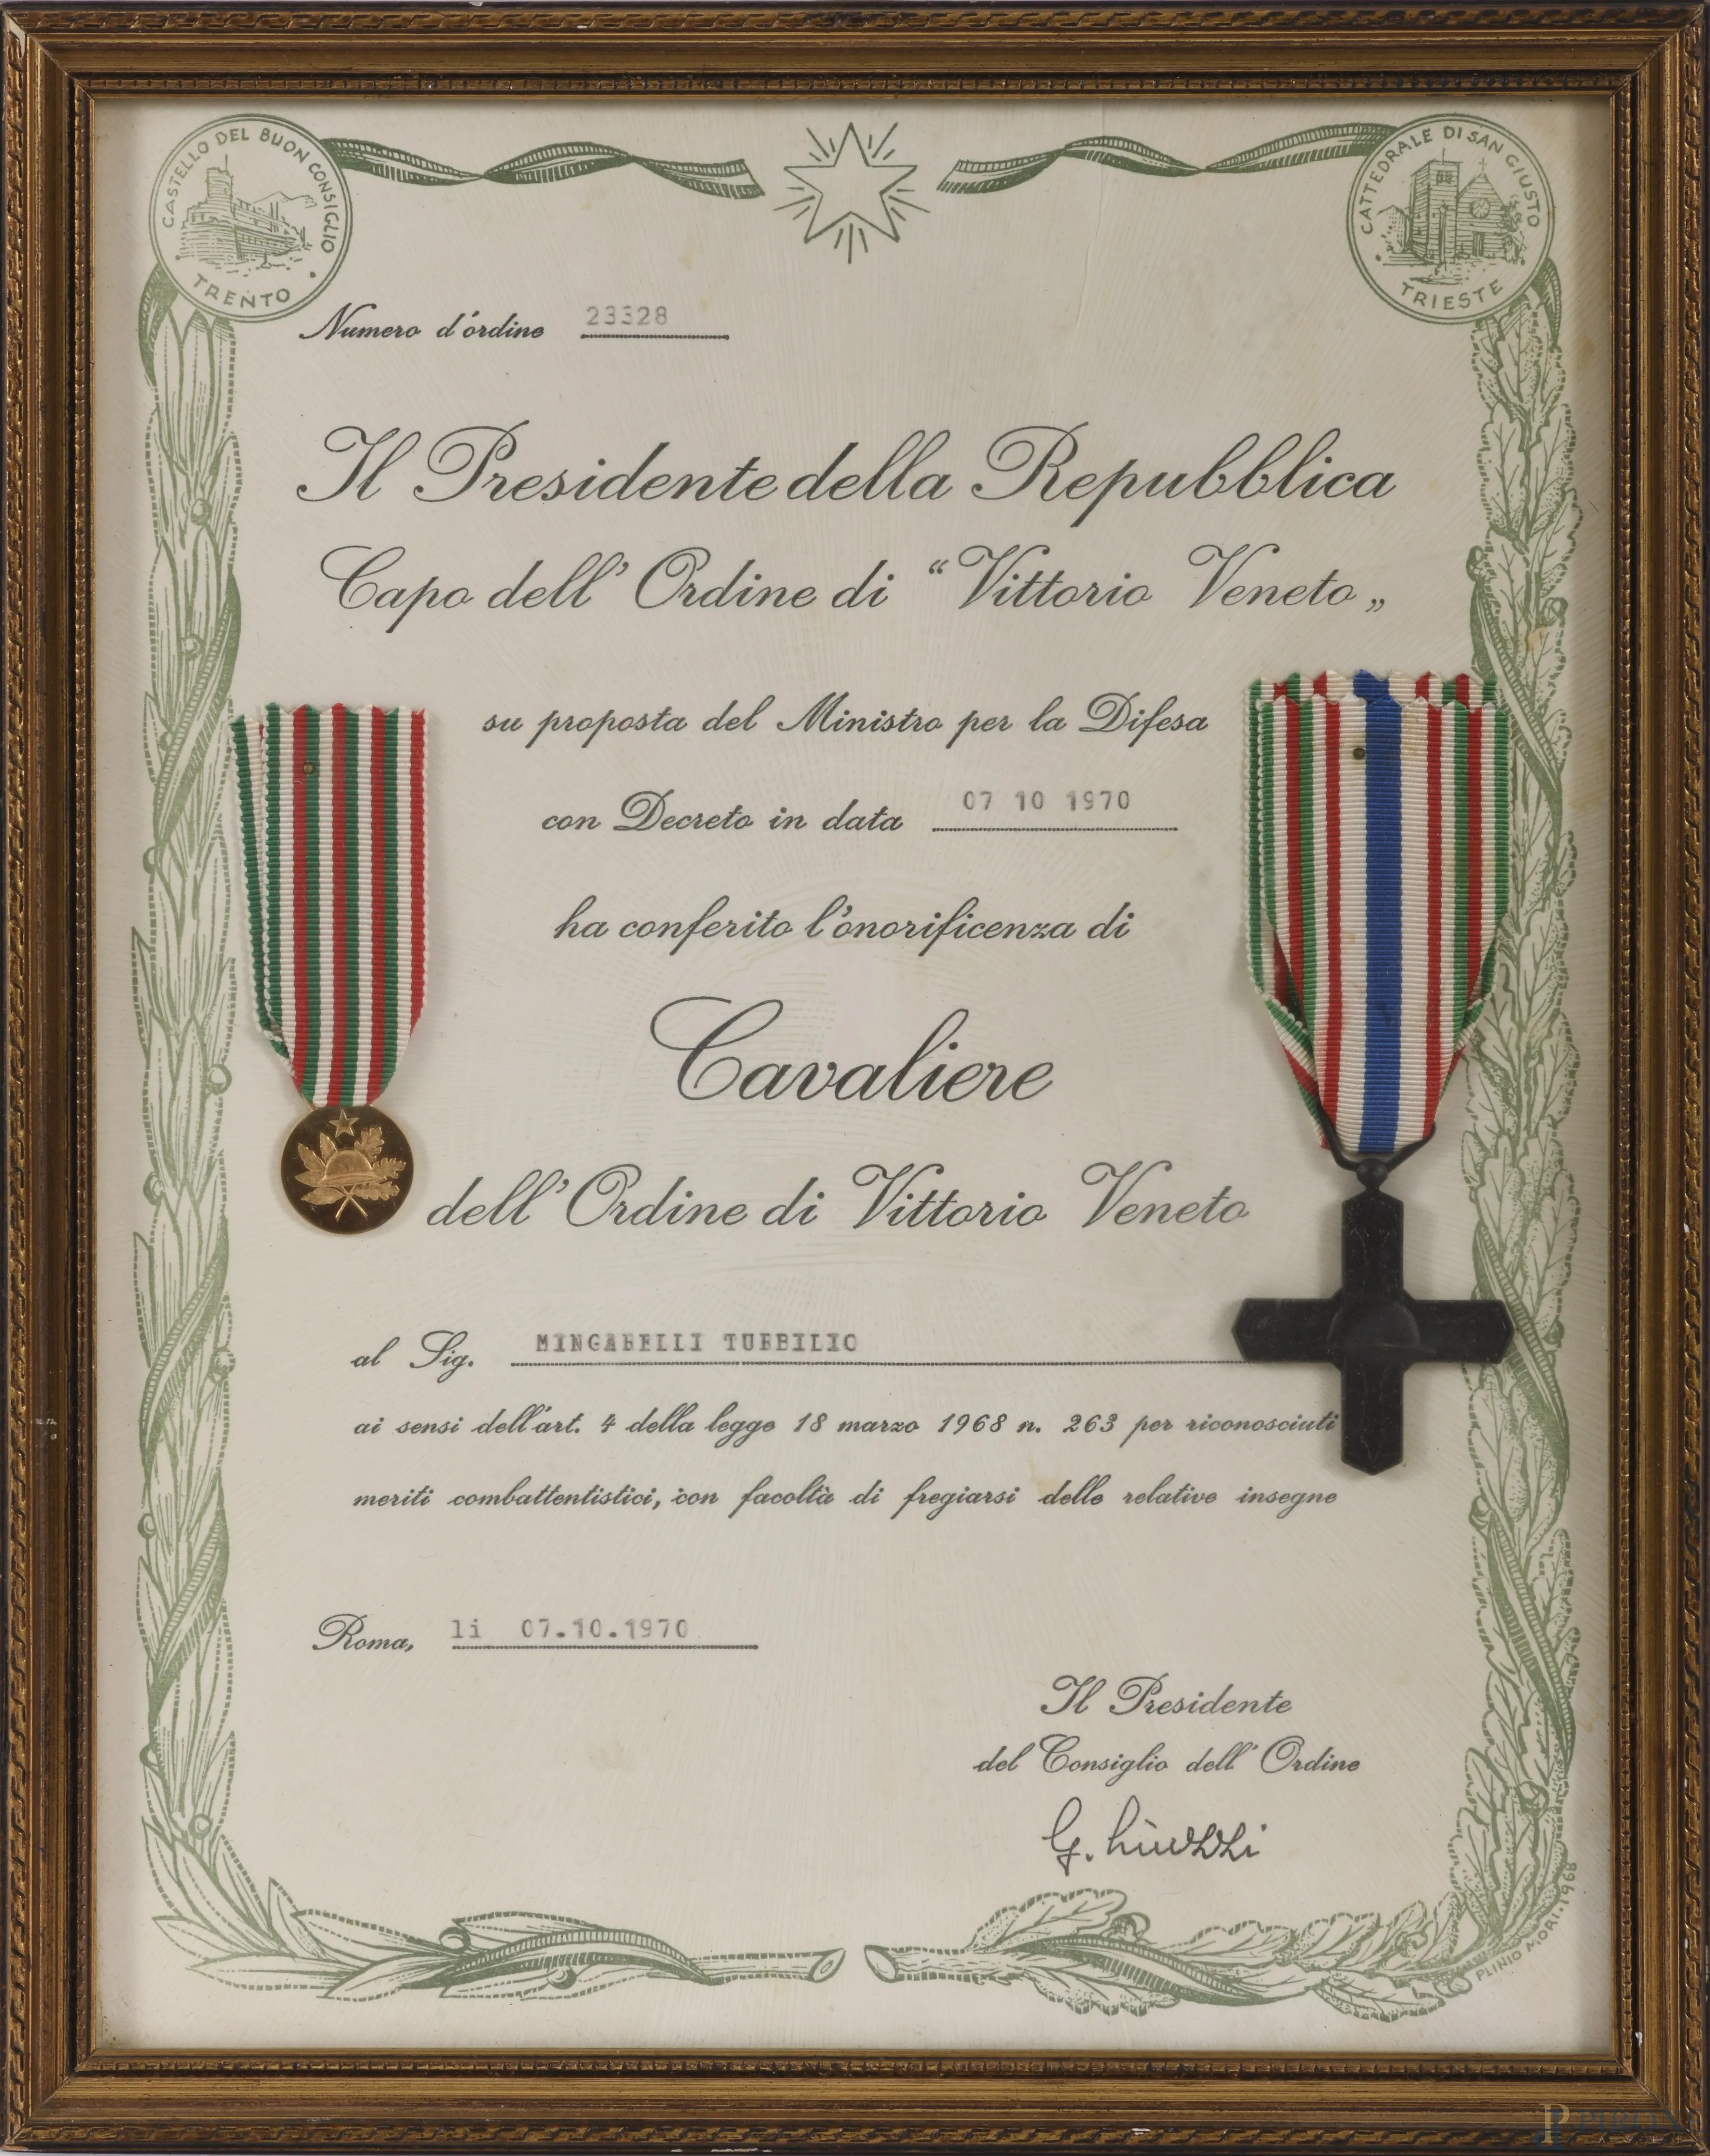 CASTELLO DEL BUON CONSIGLIO
TRENTO
CATTEDRALE DI SAN GIUSTO
TRIESTE
Numero d'ordine 23328
Il Presidente della Repubblica
Capo dell' Ordine di “Vittorio Veneto„
su proposta del Ministro per la Difesa
con Decreto in data 07 10 1970
ha conferito l'onorificenza di
Cavaliere
dell' Ordine di Vittorio Veneto
al Sig. MINGARELLI TURBILIO
ai sensi dell'art. 4 della legge 18 marzo 1968 n. 263 per riconosciuti
meriti combattentistici, con facoltà di fregiarsi delle relative insegne
Roma, li 07.10.1970
Il Presidente
del Consiglio dell' Ordine
G. Liuzzi
PLINIO MORI·1968